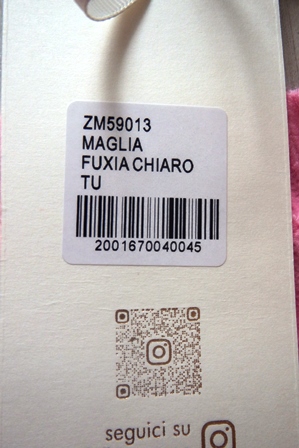 ZM59013
MAGLIA
FUXIA CHIARO
TU
2001670040045
seguici su